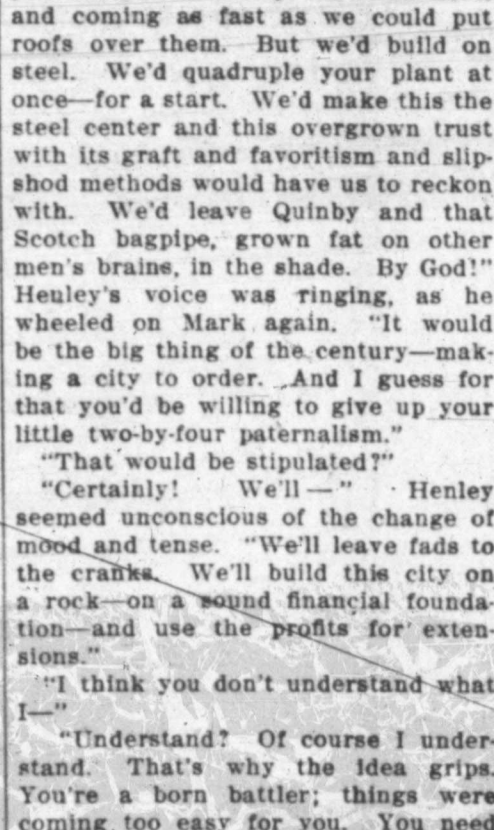 and coming as fast as we could put
roofs over them. But we'd build on
steel. We'd quadruple your plant at
once—for a start. We'd make this the
steel center and this overgrown trust
with its graft and favoritism and slip-
shod methods would have us to reckon
with. We'd leave Quinby and that
Scotch bagpipe, grown fat on other
men's brains, in the shade. By God!"
Henley's voice was ringing, as he
wheeled on Mark again. "It would
be the big thing of the century—mak-
ing a city to order. And I guess for
that you'd be willing to give up your
little two-by-four paternalism."
"That would be stipulated?"
"Certainly! We'll—" Henley
seemed unconscious of the change of
mood and tense. "We'll leave fads to
the cranks. We'll build this city on
a rock—on a sound financial founda-
tion—and use the profits for exten-
sions."
"I think you don't understand what
I—"
"Understand? Of course I under-
stand. That's why the idea grips.
You're a born battler; things were
coming too easy for you. You need